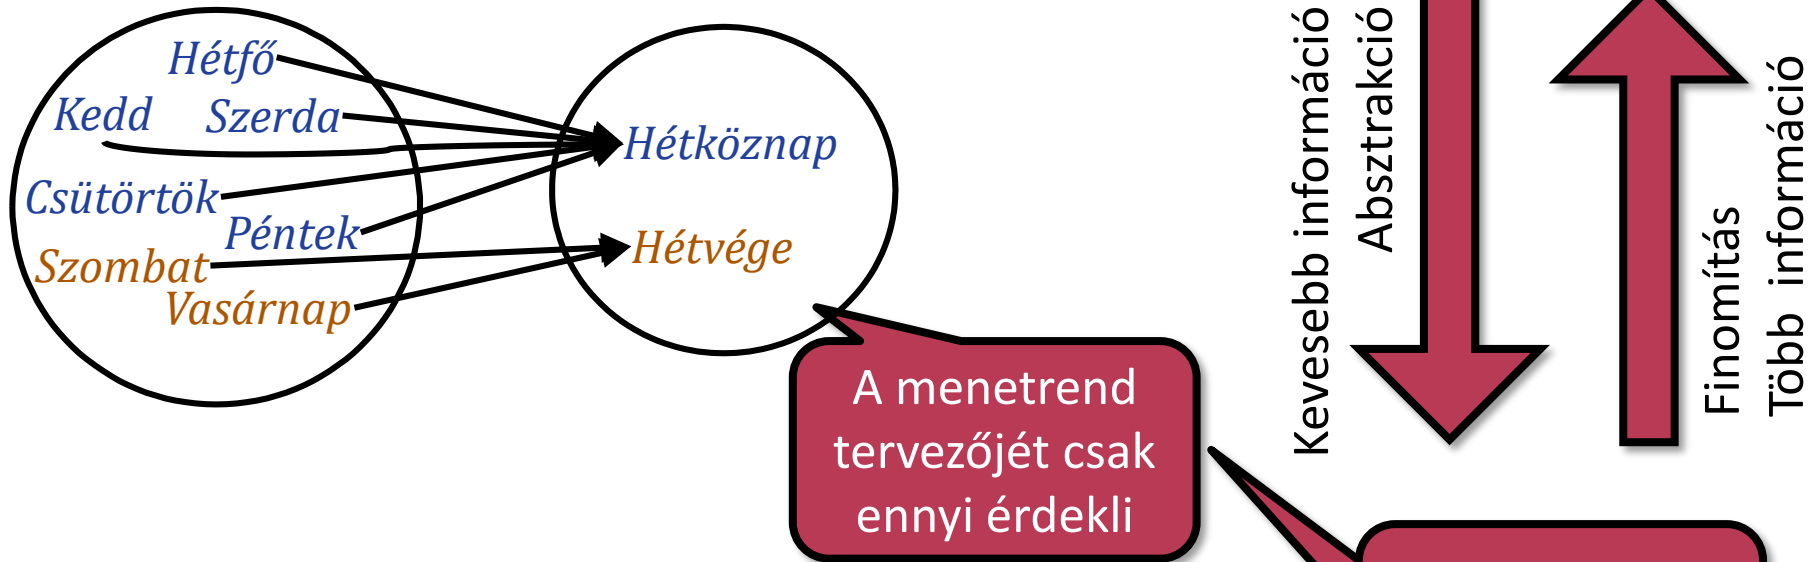 Hétfő
Kedd Szerda
Csütörtök
Péntek
Szombat
Vasárnap
Hétköznap
Hétvége
A menetrend
tervezőjét csak
ennyi érdekli
Kevesebb információ
Absztrakció
Finomítás
Több információ